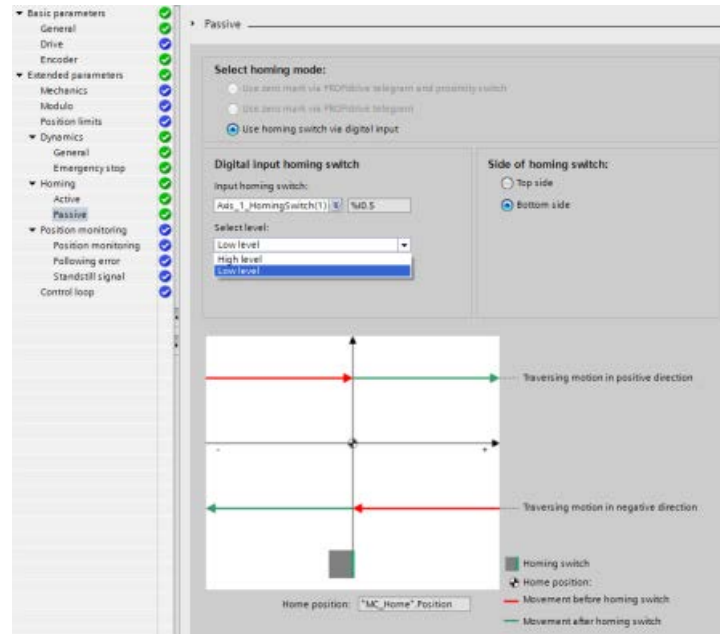 Basic parameters
General
Drive
Encoder
Extended parameters
Mechanics
Modulo
Position limits
Dynamics
General
Emergency stop
Homing
Active
Passive
Position monitoring
Position monitoring
Following error
Standstill signal
Control loop
Passive
Select homing mode:
Use zero mark via PROFIdrive telegram and proximity switch
Use zero mark via PROFIdrive telegram
Use homing switch via digital input
Digital input homing switch
Input homing switch:
Axis_1_HomingSwitch(1) %I0.5
Select level:
Low level
High level
Low level
Side of homing switch:
Top side
Bottom side
Traversing motion in positive direction
- +
Traversing motion in negative direction
Homing switch
Home position:
Movement before homing switch
Movement after homing switch
Home position: "MC_Home".Position